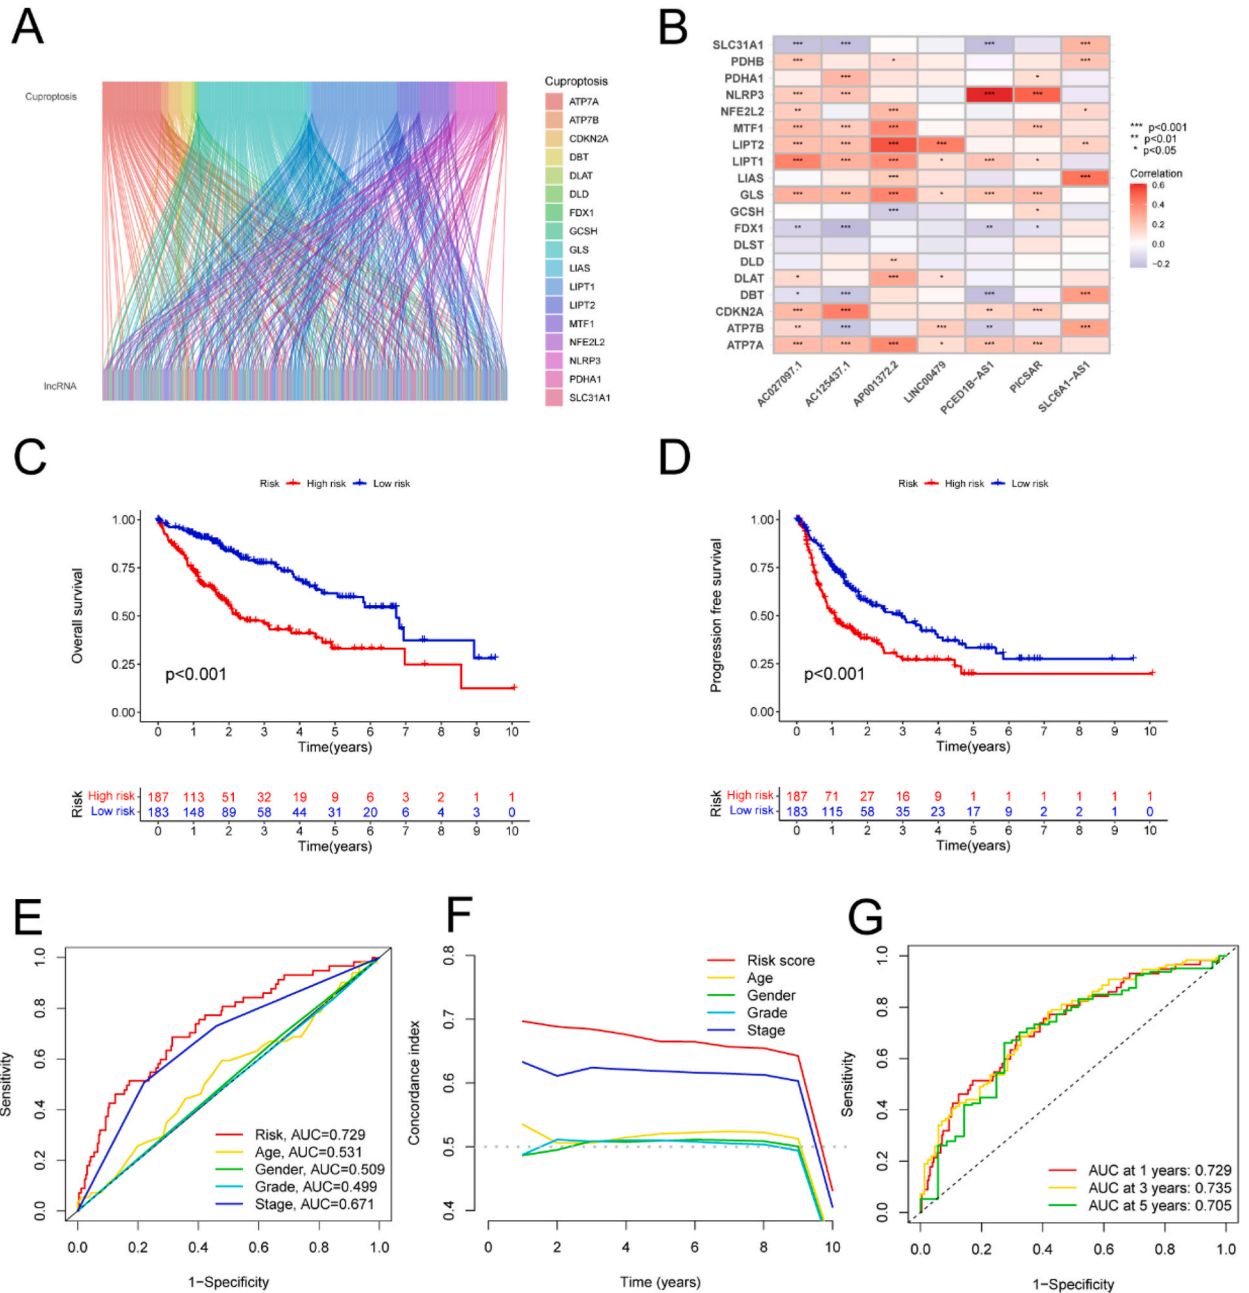 A
Cuproptosis
lncRNA
Cuproptosis
ATP7A
ATP7B
CDKN2A
DBT
DLAT
DLD
FDX1
GCSH
GLS
LIAS
LIPT1
LIPT2
MTF1
NFE2L2
NLRP3
PDHA1
SLC31A1
B
SLC31A1 *** *** *** ***
PDHB *** * ***
PDHA1 *** *
NLRP3 *** *** *** ***
NFE2L2 ** *** *
MTF1 *** *** *** ***
LIPT2 *** *** *** *** **
LIPT1 *** *** *** * *** *
LIAS *** ***
GLS *** *** *** * *** ***
GCSH *** *
FDX1 ** *** ** *
DLST
DLD **
DLAT * *** *
DBT * *** *** ***
CDKN2A *** *** ** ***
ATP7B ** *** *** ** ***
ATP7A *** *** *** * *** ***
AC027097.1
AC125437.1
AP001372.2
LINC00479
PCED1B−AS1
PICSAR
SLC6A1−AS1
*** p<0.001
** p<0.01
* p<0.05
Correlation
0.6
0.4
0.2
0.0
−0.2
C
Risk High risk Low risk
Overall survival
1.00
0.75
0.50
0.25
0.00
p<0.001
0 1 2 3 4 5 6 7 8 9 10
Time(years)
Risk
High risk 187 113 51 32 19 9 6 3 2 1 1
Low risk 183 148 89 58 44 31 20 6 4 3 0
0 1 2 3 4 5 6 7 8 9 10
Time(years)
D
Risk High risk Low risk
Progression free survival
1.00
0.75
0.50
0.25
0.00
p<0.001
0 1 2 3 4 5 6 7 8 9 10
Time(years)
Risk
High risk 187 71 27 16 9 1 1 1 1 1 1
Low risk 183 115 58 35 23 17 9 2 2 1 0
0 1 2 3 4 5 6 7 8 9 10
Time(years)
E
Sensitivity
1.0
0.8
0.6
0.4
0.2
0.0
Risk, AUC=0.729
Age, AUC=0.531
Gender, AUC=0.509
Grade, AUC=0.499
Stage, AUC=0.671
0.0 0.2 0.4 0.6 0.8 1.0
1−Specificity
F
Concordance index
0.8
0.7
0.6
0.5
0.4
Risk score
Age
Gender
Grade
Stage
0 2 4 6 8 10
Time (years)
G
Sensitivity
1.0
0.8
0.6
0.4
0.2
0.0
AUC at 1 years: 0.729
AUC at 3 years: 0.735
AUC at 5 years: 0.705
0.0 0.2 0.4 0.6 0.8 1.0
1−Specificity